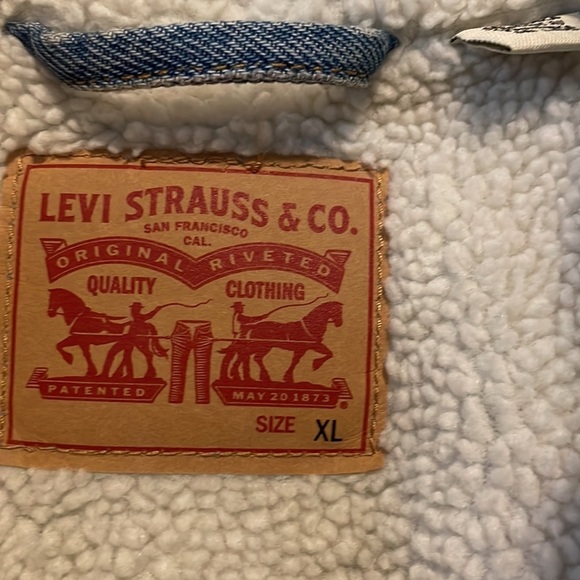 LEVI STRAUSS & CO.
SAN FRANCISCO
CAL.
ORIGINAL RIVETED
QUALITY CLOTHING
PATENTED MAY 20 1873 ®
SIZE XL